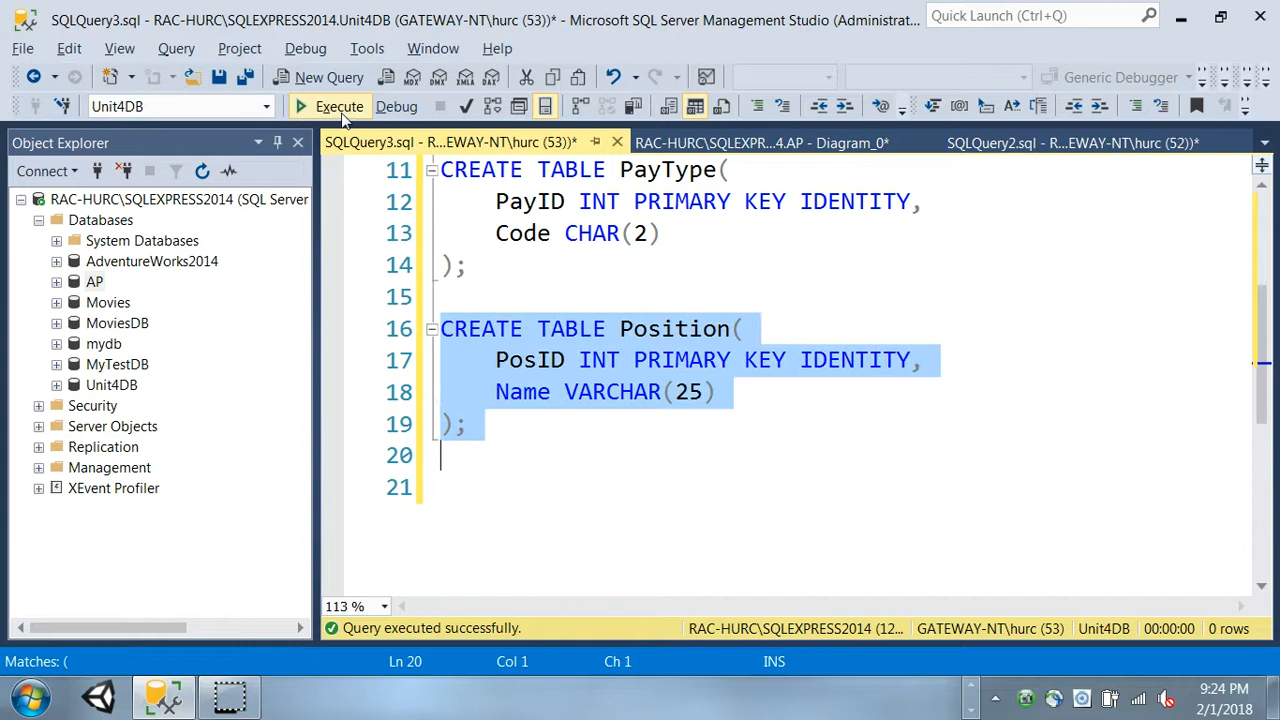 SQLQuery3.sql - RAC-HURC\SQLEXPRESS2014.Unit4DB (GATEWAY-NT\hurc (53))* - Microsoft SQL Server Management Studio (Administrat...
Quick Launch (Ctrl+Q)
File Edit View Query Project Debug Tools Window Help
New Query
MDX DMX XMLA DAX
Generic Debugger
Unit4DB
Execute Debug
Object Explorer
SQLQuery3.sql - R...EWAY-NT\hurc (53))*
RAC-HURC\SQLEXPR...4.AP - Diagram_0*
SQLQuery2.sql - R...EWAY-NT\hurc (53))*
Connect
RAC-HURC\SQLEXPRESS2014 (SQL Server
Databases
System Databases
AdventureWorks2014
AP
Movies
MoviesDB
mydb
MyTestDB
Unit4DB
Security
Server Objects
Replication
Management
XEvent Profiler
11 CREATE TABLE PayType(
12 PayID INT PRIMARY KEY IDENTITY,
13 Code CHAR(2)
14 );
15
16 CREATE TABLE Position(
17 PosID INT PRIMARY KEY IDENTITY,
18 Name VARCHAR(25)
19 );
20
21
113 %
Query executed successfully.
RAC-HURC\SQLEXPRESS2014 (12...
GATEWAY-NT\hurc (53)
Unit4DB
00:00:00
0 rows
Matches: (
Ln 20
Col 1
Ch 1
INS
9:24 PM
2/1/2018